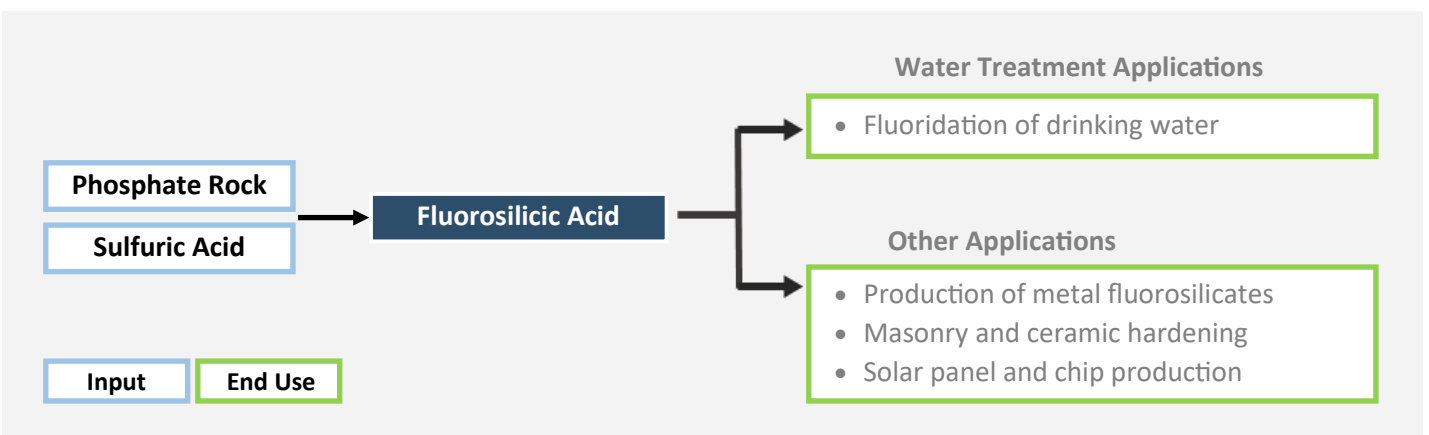 Water Treatment Applications
• Fluoridation of drinking water
Phosphate Rock
Sulfuric Acid
Fluorosilicic Acid
Other Applications
• Production of metal fluorosilicates
• Masonry and ceramic hardening
• Solar panel and chip production
Input
End Use